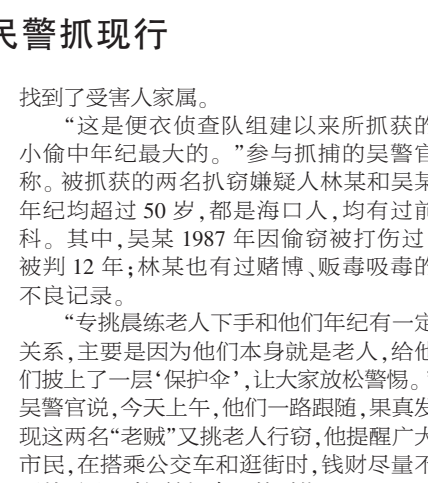 民警抓现行
找到了受害人家属。
“这是便衣侦查队组建以来所抓获的
小偷中年纪最大的。”参与抓捕的吴警官
称。被抓获的两名扒窃嫌疑人林某和吴某
年纪均超过 50 岁,都是海口人,均有过前
科。其中,吴某 1987 年因偷窃被打伤过
被判 12 年;林某也有过赌博、贩毒吸毒的
不良记录。
“专挑晨练老人下手和他们年纪有一定
关系,主要是因为他们本身就是老人,给他
们披上了一层‘保护伞’,让大家放松警惕。
吴警官说,今天上午,他们一路跟随,果真发
现这两名“老贼”又挑老人行窃,他提醒广大
市民,在搭乘公交车和逛街时,钱财尽量不